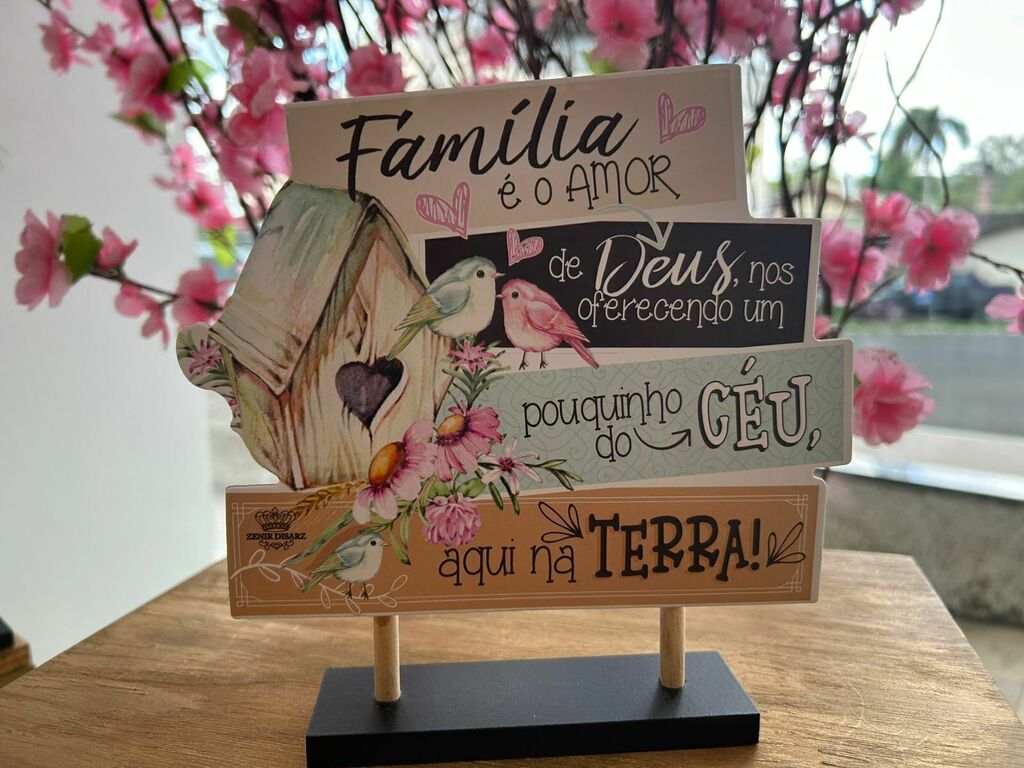 Família
é o AMOR
de Deus, nos
oferecendo um
pouquinho
do CÉU,
aqui na TERRA!
ZENIR DISARZ